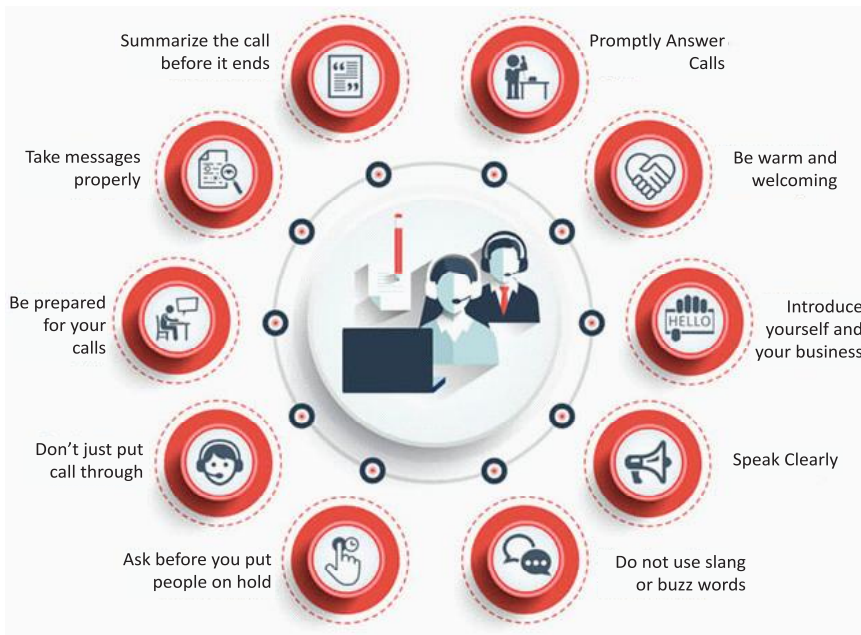 Summarize the call
before it ends
Promptly Answer
Calls
Take messages
properly
Be warm and
welcoming
Be prepared
for your
calls
Introduce
yourself and
your business
HELLO
Don't just put
call through
Speak Clearly
Ask before you put
people on hold
Do not use slang
or buzz words